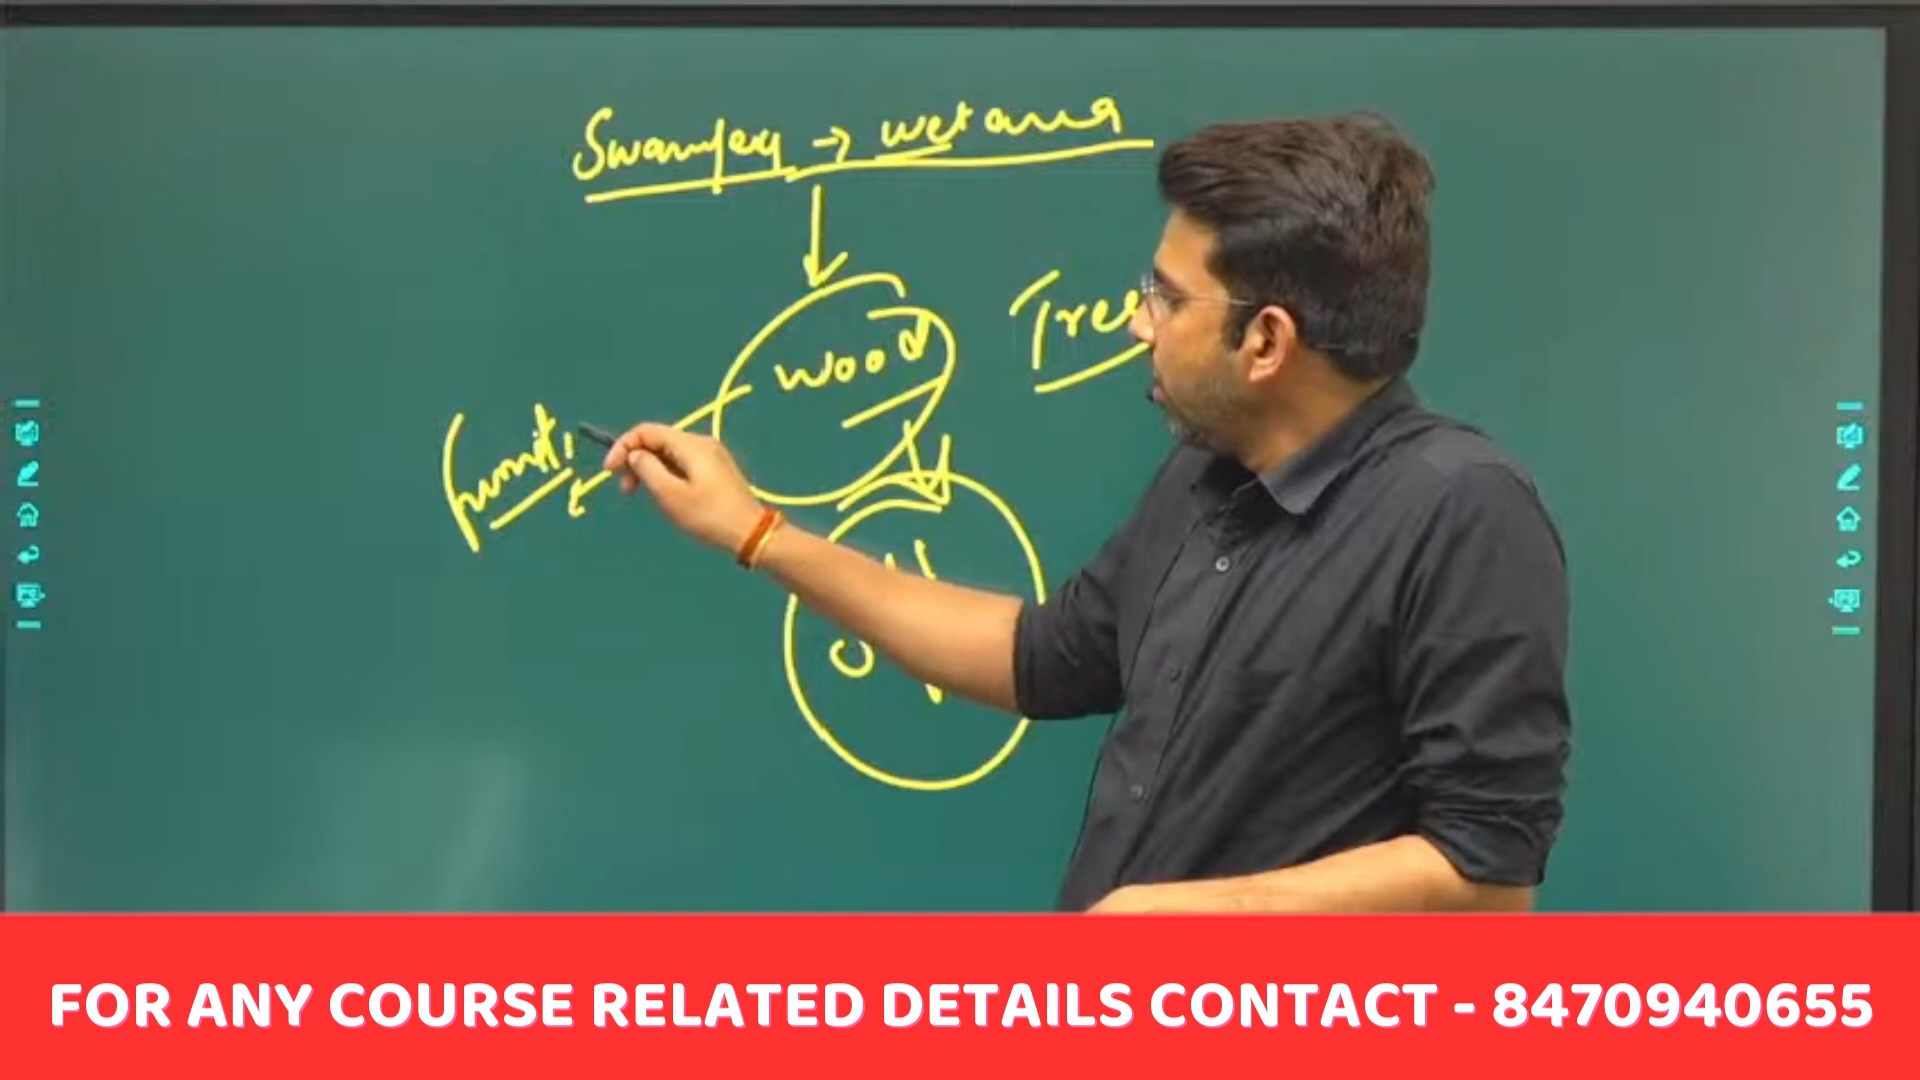 Swampy → wet area
Tree
wood
FOR ANY COURSE RELATED DETAILS CONTACT - 8470940655